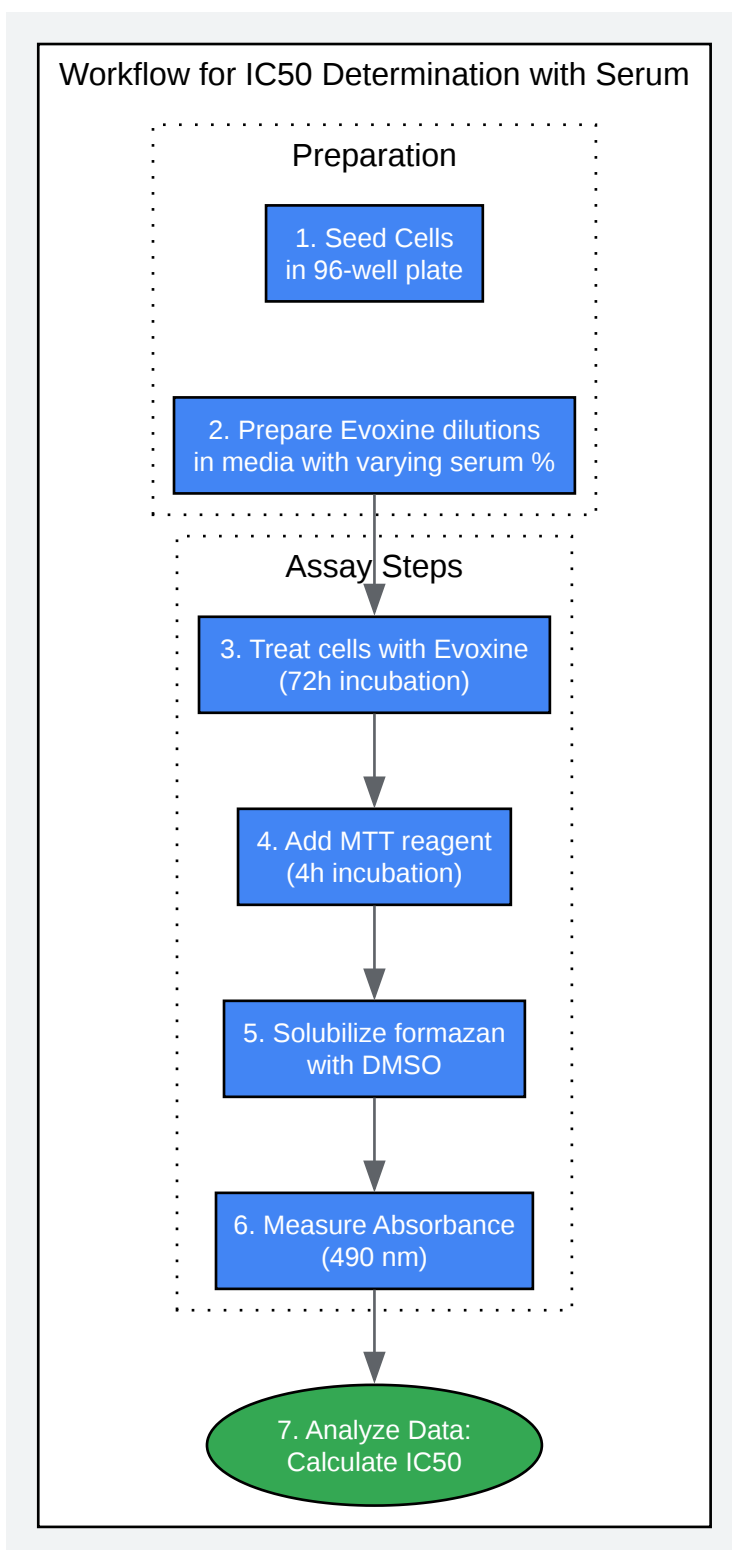 Workflow for IC50 Determination with Serum
Preparation
1. Seed Cells
in 96-well plate
2. Prepare Evoxine dilutions
in media with varying serum %
Assay Steps
3. Treat cells with Evoxine
(72h incubation)
4. Add MTT reagent
(4h incubation)
5. Solubilize formazan
with DMSO
6. Measure Absorbance
(490 nm)
7. Analyze Data:
Calculate IC50